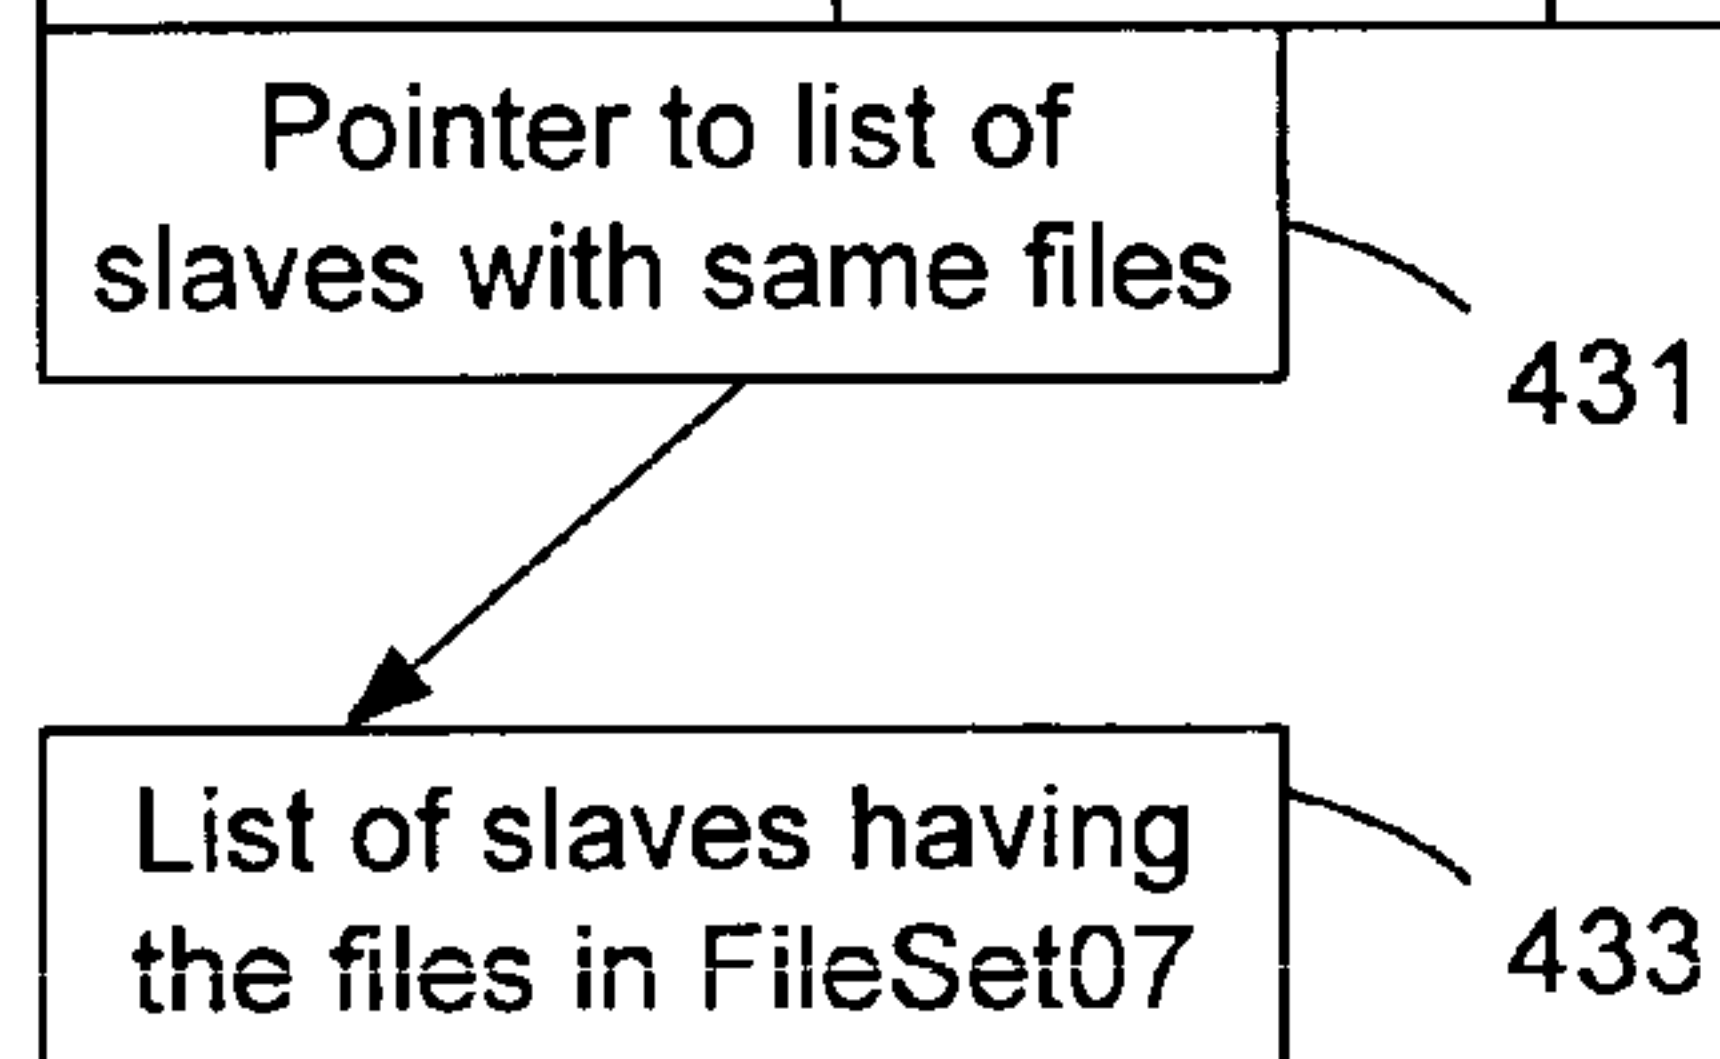 Pointer to list of
slaves with same files
431
List of slaves having
the files in FileSet07
433